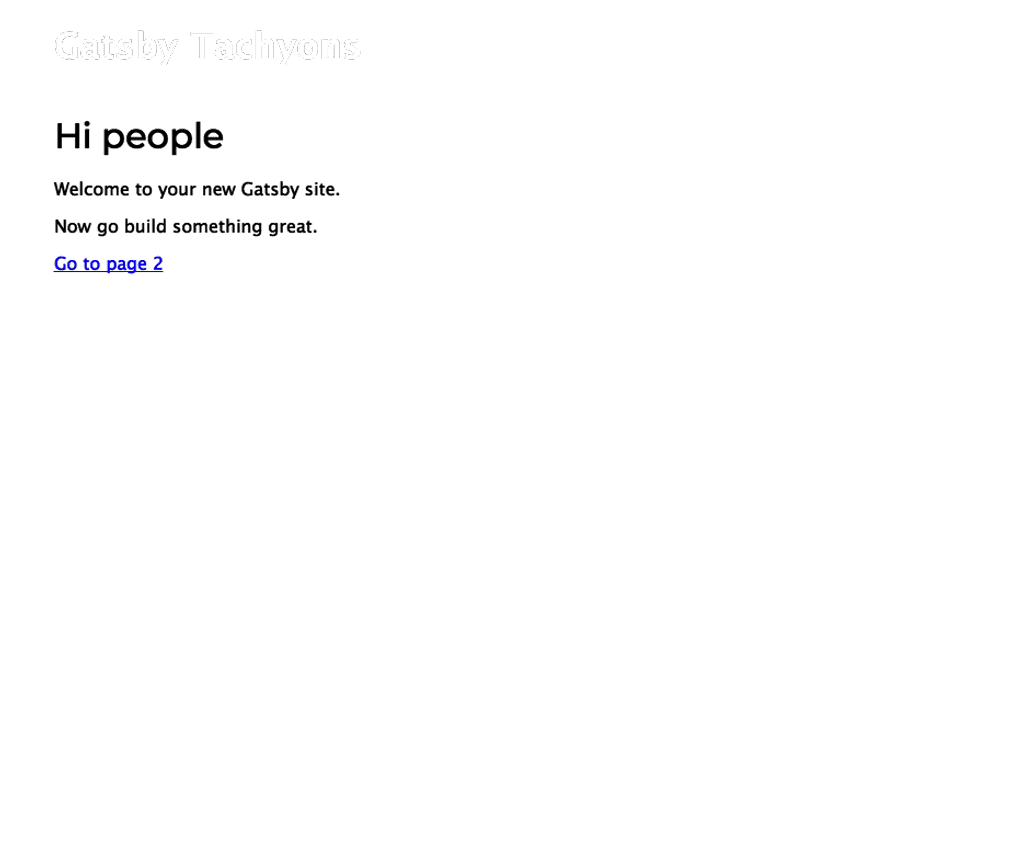 Gatsby Tachyons
Hi people
Welcome to your new Gatsby site.
Now go build something great.
Go to page 2